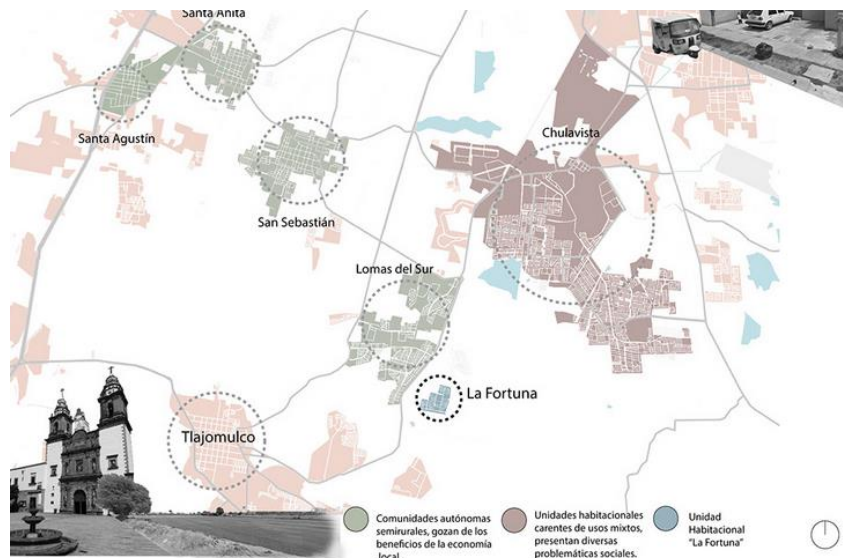 Santa Anita
Santa Agustín
Chulavista
San Sebastián
Lomas del Sur
La Fortuna
Tlajomulco
Comunidades autónomas
semirurales, gozan de los
beneficios de la economía
local.
Unidades habitacionales
carentes de usos mixtos,
presentan diversas
problemáticas sociales.
Unidad
Habitacional
"La Fortuna"